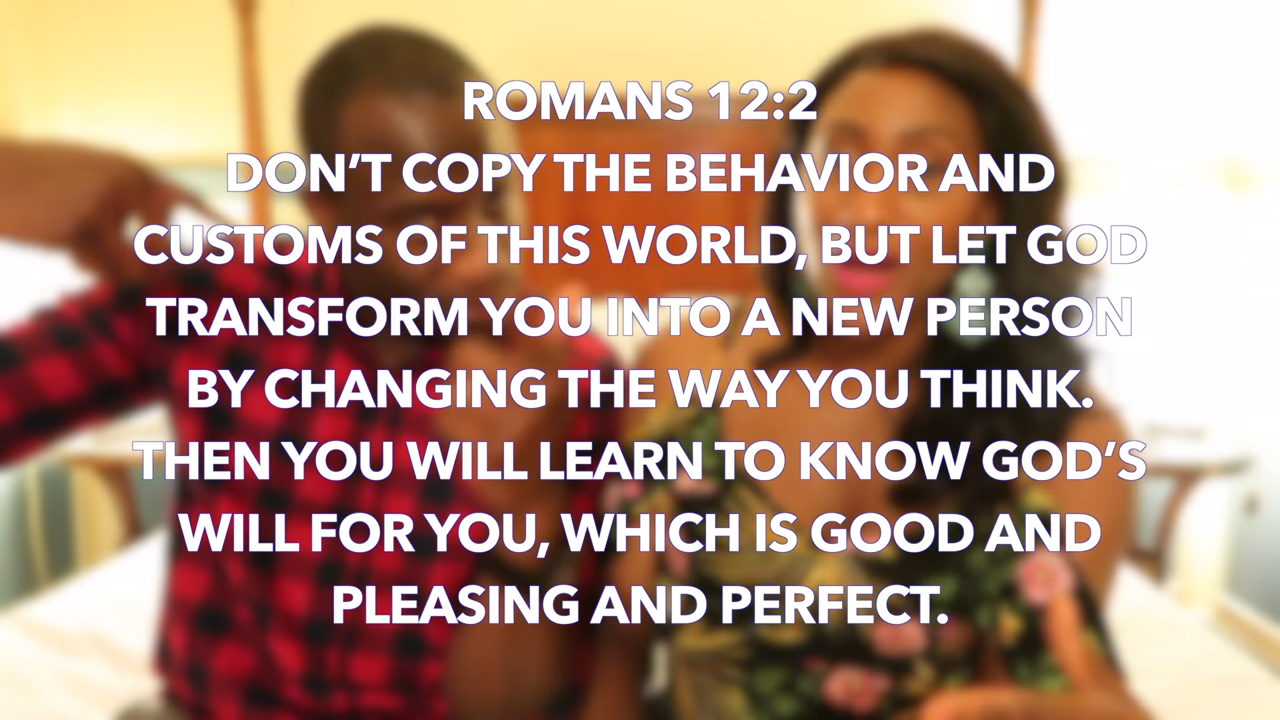 ROMANS 12:2
DON’T COPY THE BEHAVIOR AND
CUSTOMS OF THIS WORLD, BUT LET GOD
TRANSFORM YOU INTO A NEW PERSON
BY CHANGING THE WAY YOU THINK.
THEN YOU WILL LEARN TO KNOW GOD’S
WILL FOR YOU, WHICH IS GOOD AND
PLEASING AND PERFECT.